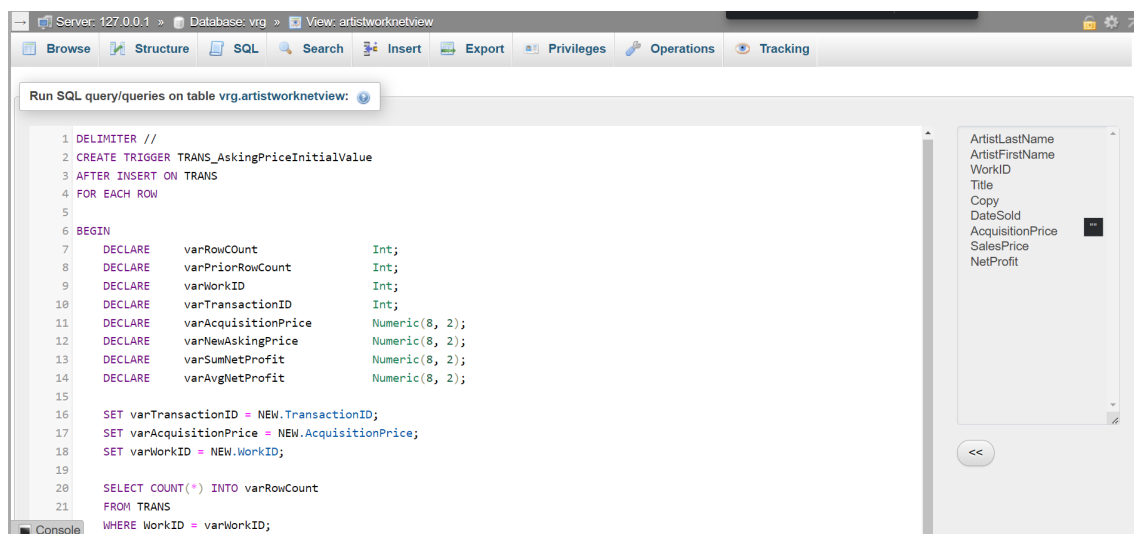 Server: 127.0.0.1 » Database: vrg » View: artistworknetview
Browse Structure SQL Search Insert Export Privileges Operations Tracking
Run SQL query/queries on table vrg.artistworknetview:
1 DELIMITER //
2 CREATE TRIGGER TRANS_AskingPriceInitialValue
3 AFTER INSERT ON TRANS
4 FOR EACH ROW
5
6 BEGIN
7 DECLARE varRowCOunt Int;
8 DECLARE varPriorRowCount Int;
9 DECLARE varWorkID Int;
10 DECLARE varTransactionID Int;
11 DECLARE varAcquisitionPrice Numeric(8, 2);
12 DECLARE varNewAskingPrice Numeric(8, 2);
13 DECLARE varSumNetProfit Numeric(8, 2);
14 DECLARE varAvgNetProfit Numeric(8, 2);
15
16 SET varTransactionID = NEW.TransactionID;
17 SET varAcquisitionPrice = NEW.AcquisitionPrice;
18 SET varWorkID = NEW.WorkID;
19
20 SELECT COUNT(*) INTO varRowCount
21 FROM TRANS
WHERE WorkID = varWorkID;
Console
ArtistLastName
ArtistFirstName
WorkID
Title
Copy
DateSold
AcquisitionPrice
SalesPrice
NetProfit
<<